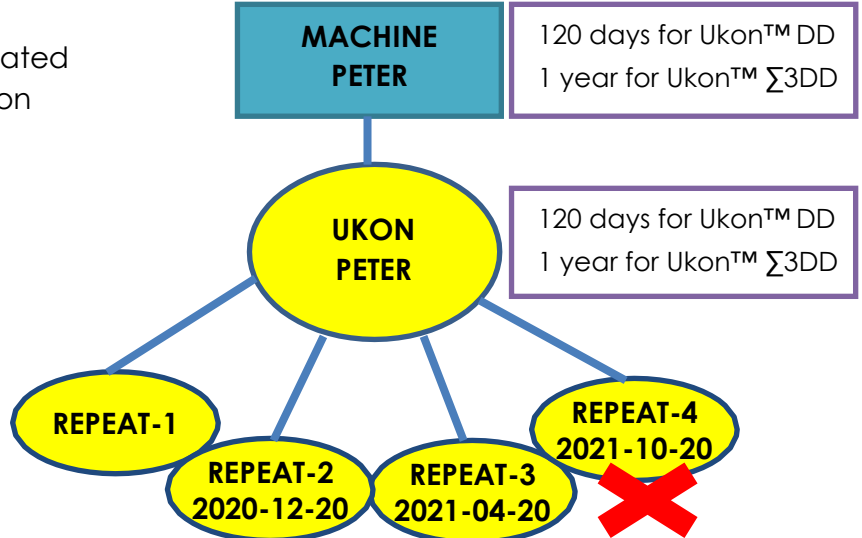 ated
on
MACHINE
PETER
120 days for Ukon™ DD
1 year for Ukon™ ∑3DD
UKON
PETER
120 days for Ukon™ DD
1 year for Ukon™ ∑3DD
REPEAT-1
REPEAT-2
2020-12-20
REPEAT-3
2021-04-20
REPEAT-4
2021-10-20